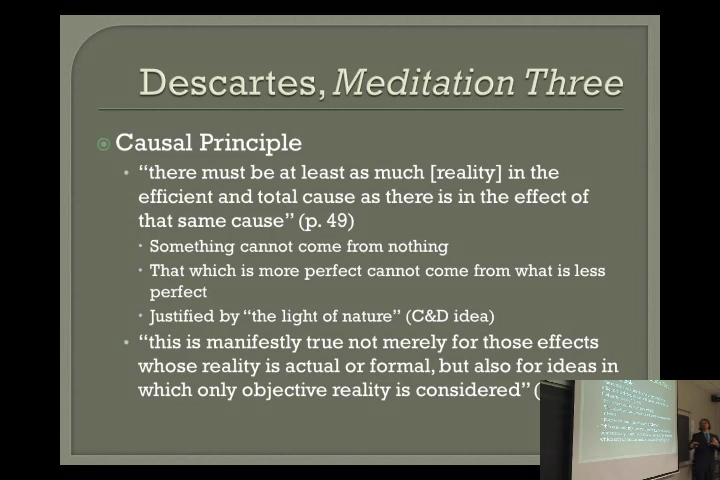 Descartes, Meditation Three
Causal Principle
“there must be at least as much [reality] in the
efficient and total cause as there is in the effect of
that same cause” (p. 49)
Something cannot come from nothing
That which is more perfect cannot come from what is less
perfect
Justified by “the light of nature” (C&D idea)
“this is manifestly true not merely for those effects
whose reality is actual or formal, but also for ideas in
which only objective reality is considered” (